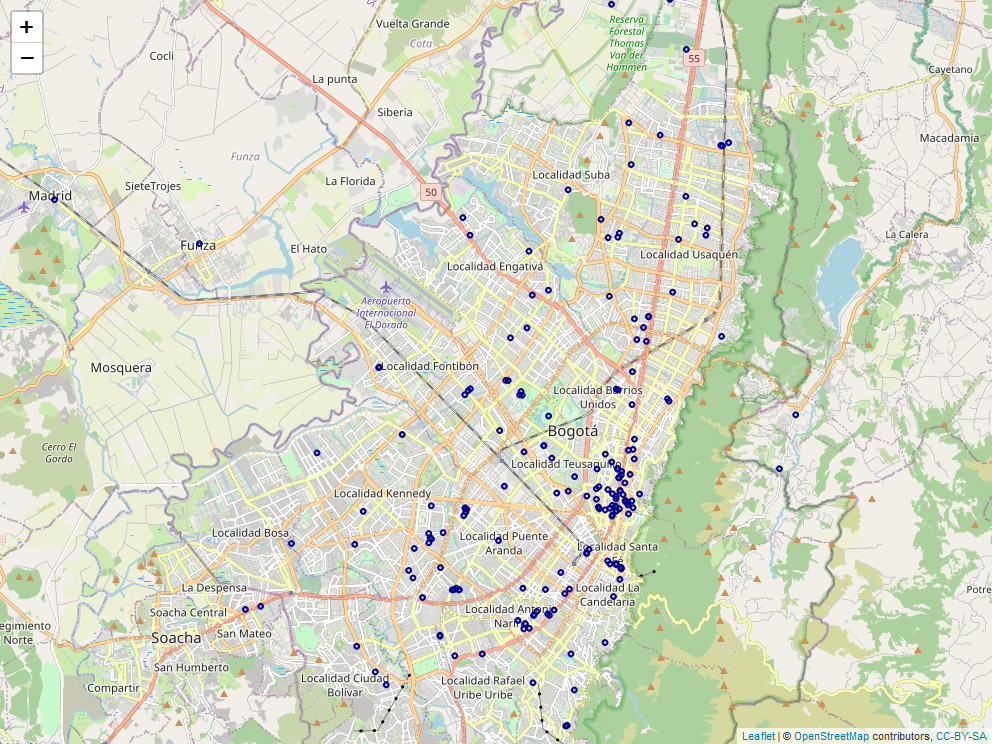 +
−
Vuelta Grande
Cota
Cocli
La punta
Siberia
Reserva
Forestal
Thomas
Van der
Hammen
55
Cayetano
Macadamia
Funza
SieteTrojes
La Florida
50
Localidad Suba
Madrid
Funza
El Hato
Localidad Engativá
Localidad Usaquén
La Calera
Aeropuerto
Internacional
El Dorado
Mosquera
Localidad Fontibón
Localidad Barrios
Unidos
Bogotá
Cerro El
Gordo
Localidad Teusaqu
Localidad Kennedy
Localidad Bosa
Localidad Puente
Aranda
Localidad Santa
Fé
La Despensa
Localidad La
Candelaria
Potre
Soacha Central
Localidad Antonio
Nari
egimiento
Norte
Soacha
San Mateo
San Humberto
Compartir
Localidad Ciudad
Bolívar
Localidad Rafael
Uribe Uribe
Leaflet | © OpenStreetMap contributors, CC-BY-SA